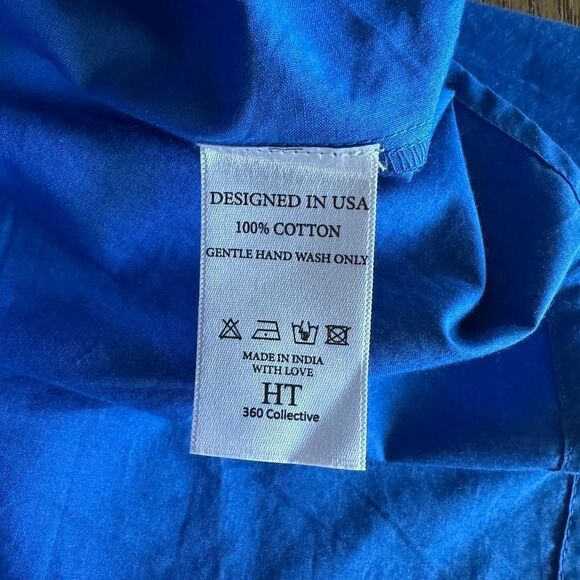 DESIGNED IN USA
100% COTTON
GENTLE HAND WASH ONLY
MADE IN INDIA
WITH LOVE
HT
360 Collective